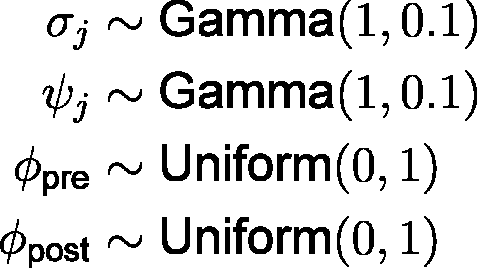 σ_j ∼ Gamma(1, 0.1)
ψ_j ∼ Gamma(1, 0.1)
ϕ_pre ∼ Uniform(0, 1)
ϕ_post ∼ Uniform(0, 1)